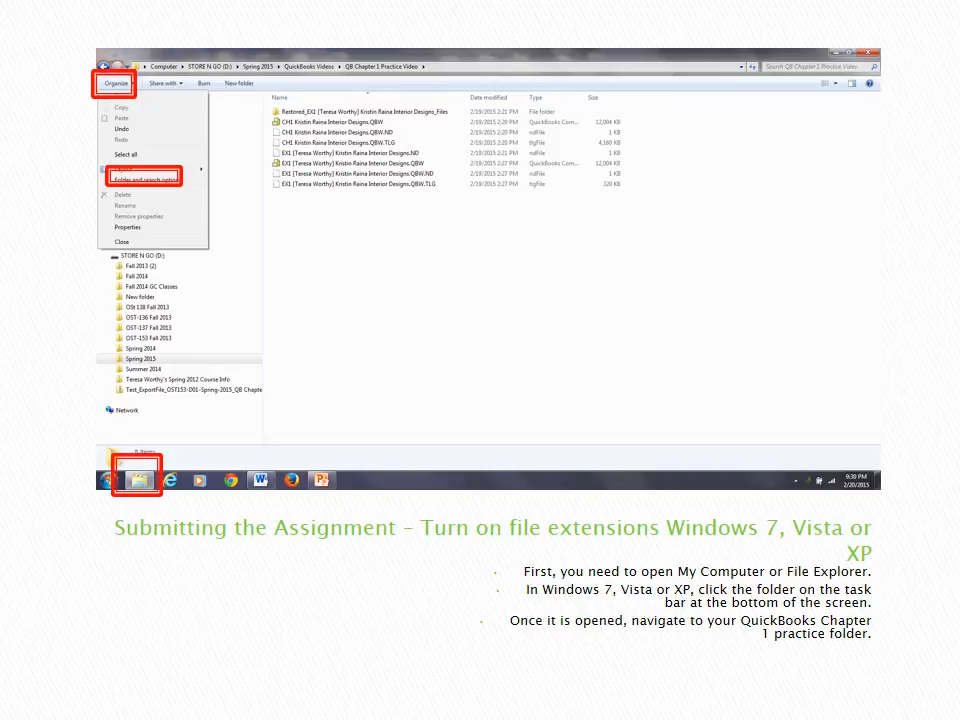 Computer ▸ STORE N GO (D:) ▸ Spring 2015 ▸ QuickBooks Videos ▸ QB Chapter 1 Practice Video ▸
Search QB Chapter 1 Practice Video
Organize Share with Burn New folder
Copy
Paste
Undo
Redo
Select all
Folder and search options
Delete
Rename
Remove properties
Properties
Close
STORE N GO (D:)
Fall 2013 (2)
Fall 2014
Fall 2014 GC Classes
New folder
OSt 138 Fall 2013
OST-136 Fall 2013
OST-137 Fall 2013
OST-153 Fall 2013
Spring 2014
Spring 2015
Summer 2014
Teresa Worthy's Spring 2012 Course Info
Test_ExportFile_OST153-D01-Spring-2015_QB Chapte
Network
Name Date modified Type Size
Restored_EX1 [Teresa Worthy] Kristin Raina Interior Designs_Files 2/19/2015 2:21 PM File folder
CH1 Kristin Raina Interior Designs.QBW 2/19/2015 2:20 PM QuickBooks Com... 12,004 KB
CH1 Kristin Raina Interior Designs.QBW.ND 2/19/2015 2:20 PM ndFile 1 KB
CH1 Kristin Raina Interior Designs.QBW.TLG 2/19/2015 2:20 PM tlgFile 4,160 KB
EX1 [Teresa Worthy] Kristin Raina Interior Designs.ND 2/19/2015 2:21 PM ndFile 1 KB
EX1 [Teresa Worthy] Kristin Raina Interior Designs.QBW 2/19/2015 2:27 PM QuickBooks Com... 12,004 KB
EX1 [Teresa Worthy] Kristin Raina Interior Designs.QBW.ND 2/19/2015 2:27 PM ndFile 1 KB
EX1 [Teresa Worthy] Kristin Raina Interior Designs.QBW.TLG 2/19/2015 2:27 PM tlgFile 320 KB
8 items
9:30 PM
2/20/2015
Submitting the Assignment – Turn on file extensions Windows 7, Vista or
XP
First, you need to open My Computer or File Explorer.
In Windows 7, Vista or XP, click the folder on the task
bar at the bottom of the screen.
Once it is opened, navigate to your QuickBooks Chapter
1 practice folder.